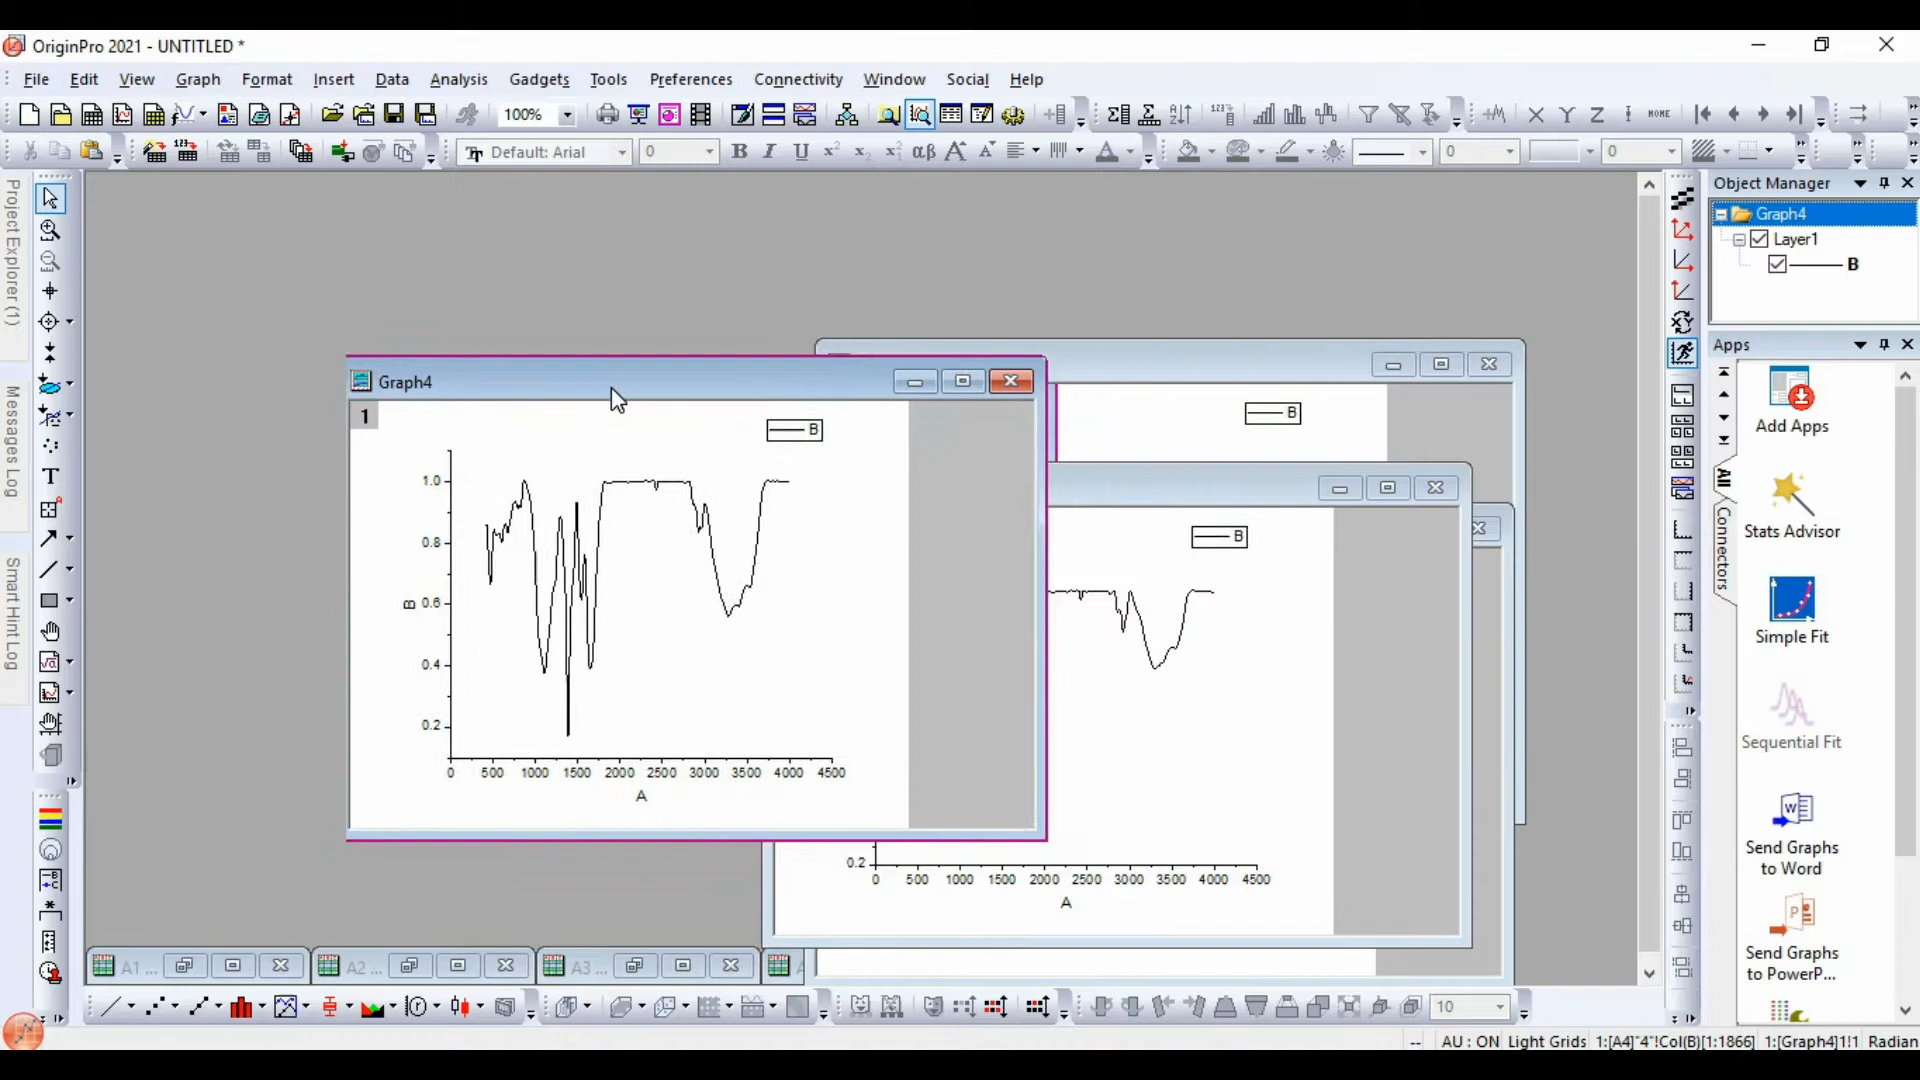 OriginPro 2021 - UNTITLED *
File Edit View Graph Format Insert Data Analysis Gadgets Tools Preferences Connectivity Window Social Help
100%
X Y Z HOME
Default: Arial 0 B I U αβ A A A 0 0
Project Explorer (1)
Messages Log
Smart Hint Log
T
Object Manager
Graph4
Layer1
B
Apps
All
Connectors
Add Apps
Stats Advisor
Simple Fit
Sequential Fit
Send Graphs
to Word
Send Graphs
to PowerP...
Graph4
1
B
1.0
0.8
B 0.6
0.4
0.2
0 500 1000 1500 2000 2500 3000 3500 4000 4500
A
B
B
0.2
0 500 1000 1500 2000 2500 3000 3500 4000 4500
A
A1 ... A2 ... A3 ... A
10
-- AU : ON Light Grids 1:[A4]"4"!Col(B)[1:1866] 1:[Graph4]1!1 Radian